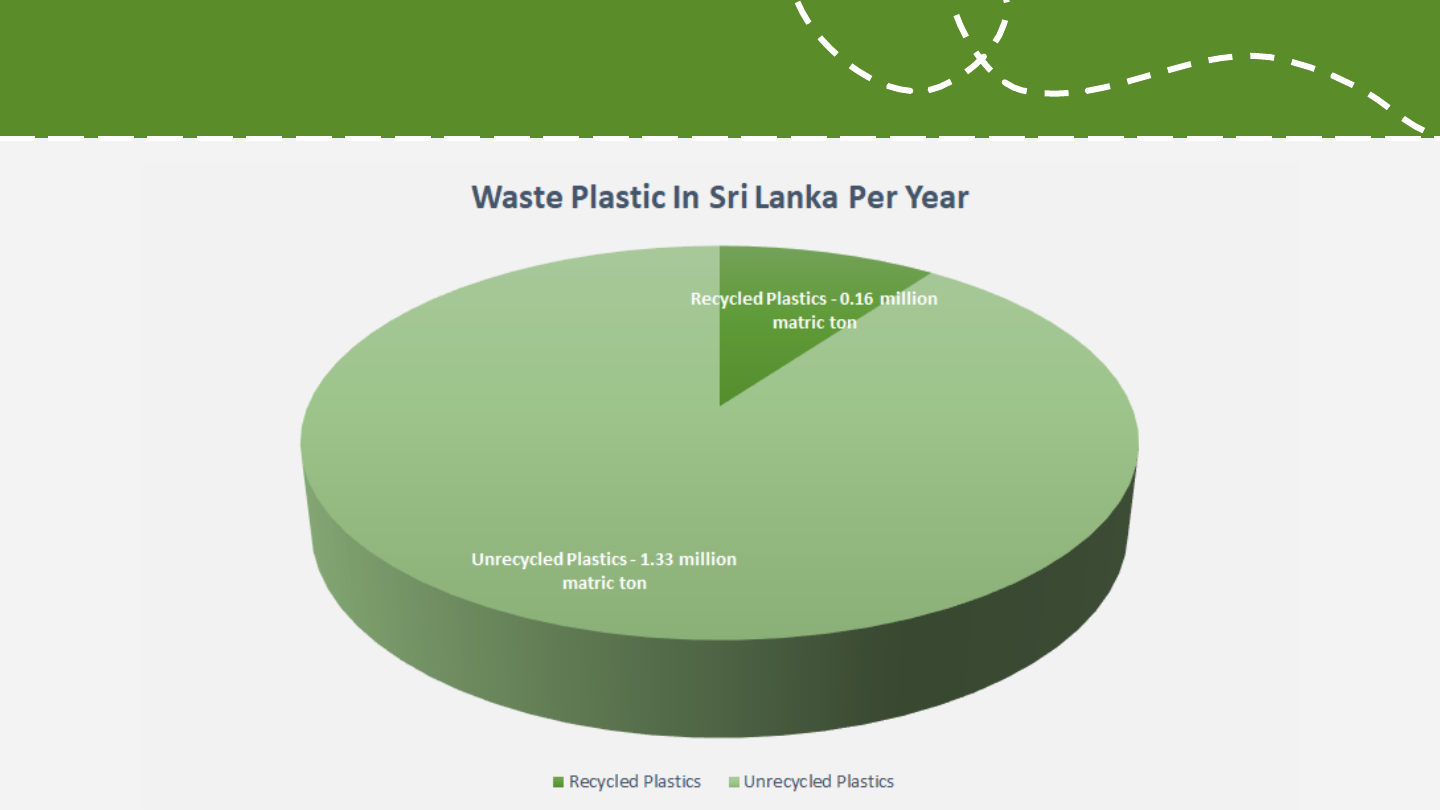 Waste Plastic In Sri Lanka Per Year
Recycled Plastics - 0.16 million
matric ton
Unrecycled Plastics - 1.33 million
matric ton
Recycled Plastics
Unrecycled Plastics